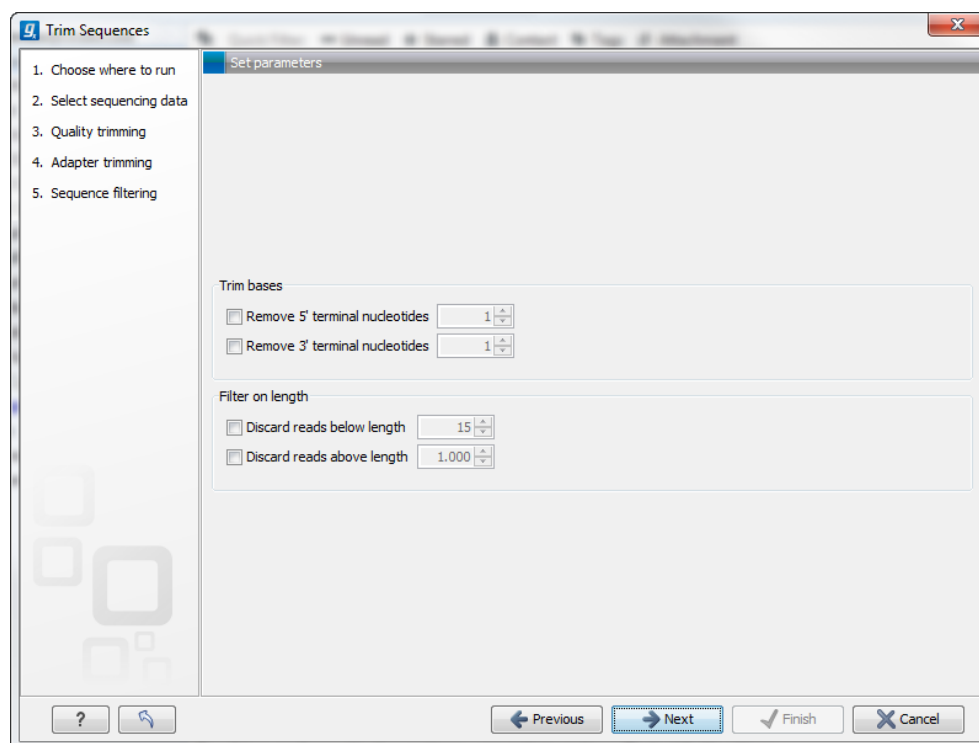 Trim Sequences
1. Choose where to run
2. Select sequencing data
3. Quality trimming
4. Adapter trimming
5. Sequence filtering
Set parameters
Trim bases
Remove 5' terminal nucleotides 1
Remove 3' terminal nucleotides 1
Filter on length
Discard reads below length 15
Discard reads above length 1.000
? Previous Next Finish Cancel